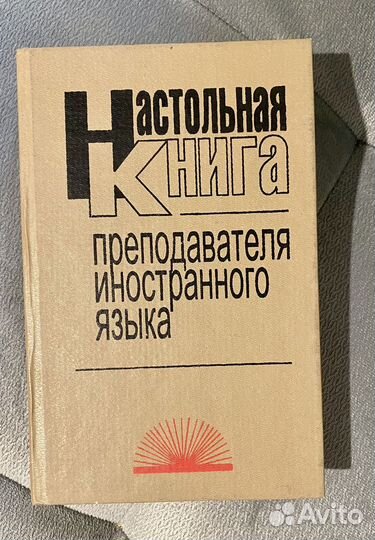 Настольная
Книга
преподавателя
иностранного
языка
Avito